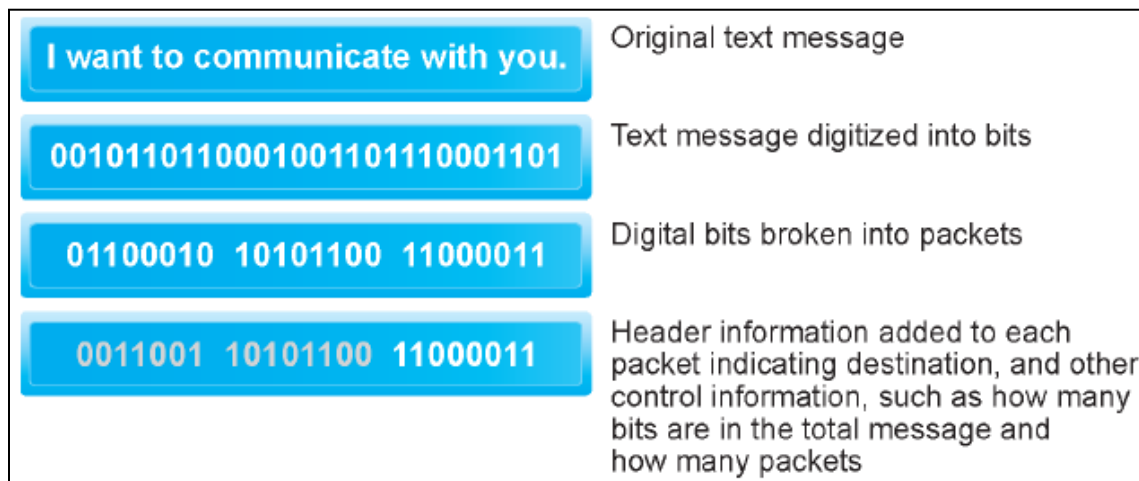 I want to communicate with you.
Original text message
001011011000100110111000​1101
Text message digitized into bits
01100010 10101100 11000011
Digital bits broken into packets
0011001 10101100 11000011
Header information added to each
packet indicating destination, and other
control information, such as how many
bits are in the total message and
how many packets